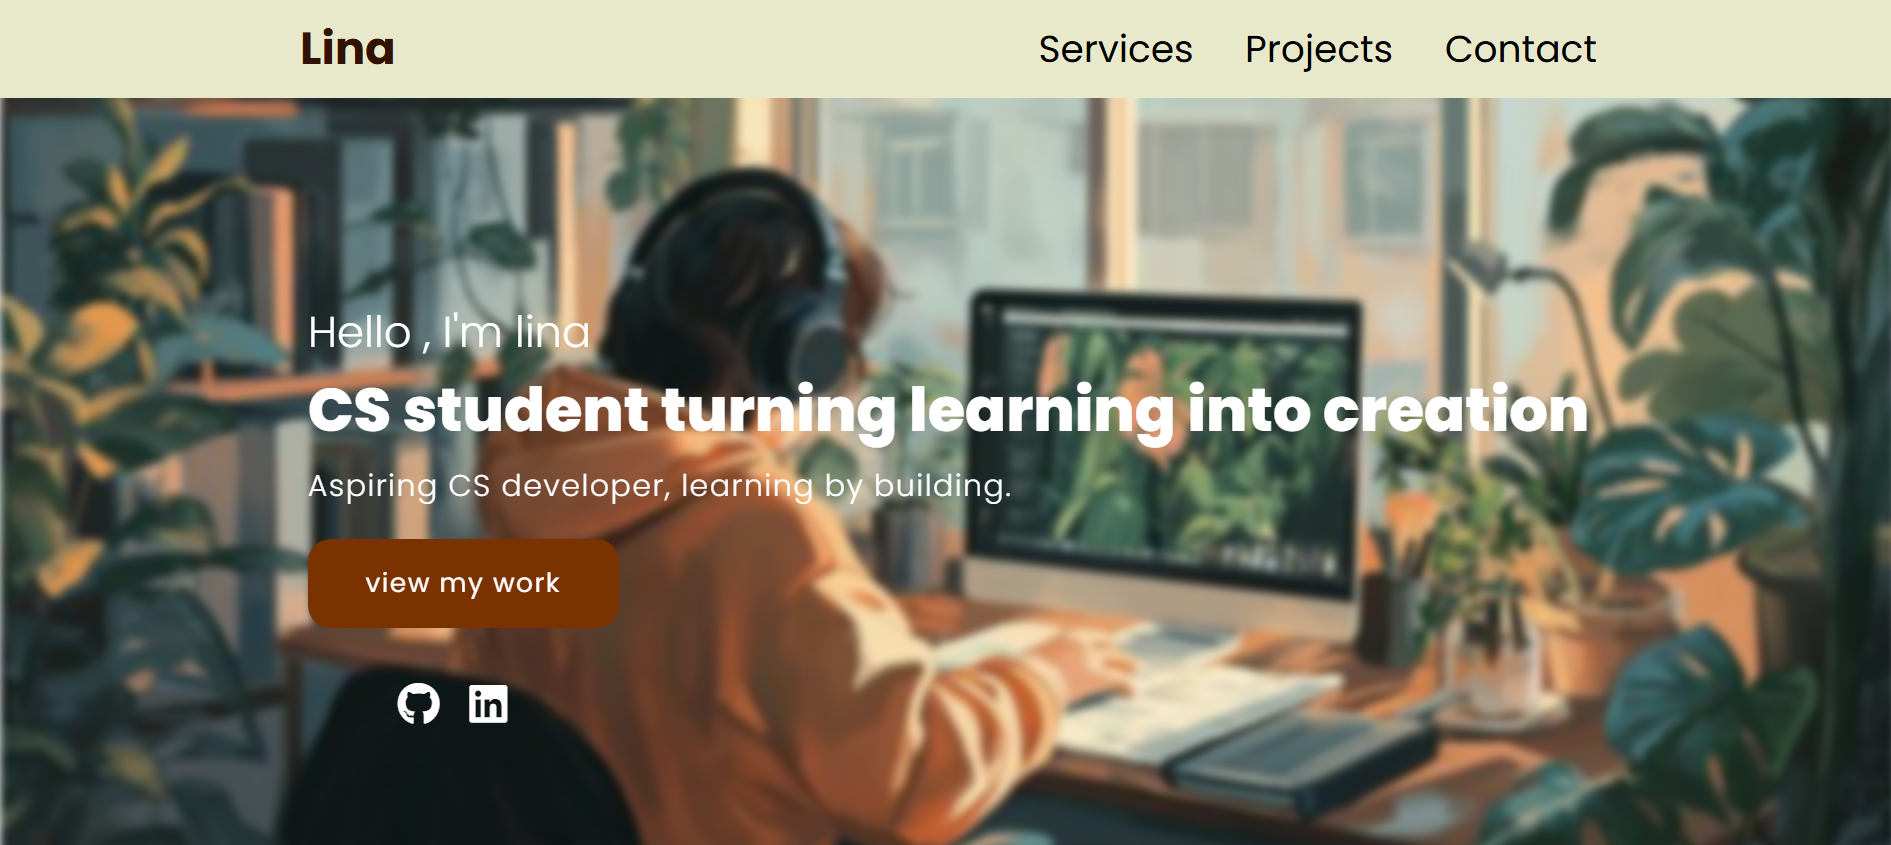 Lina
Services Projects Contact
Hello , I'm lina
CS student turning learning into creation
Aspiring CS developer, learning by building.
view my work
in